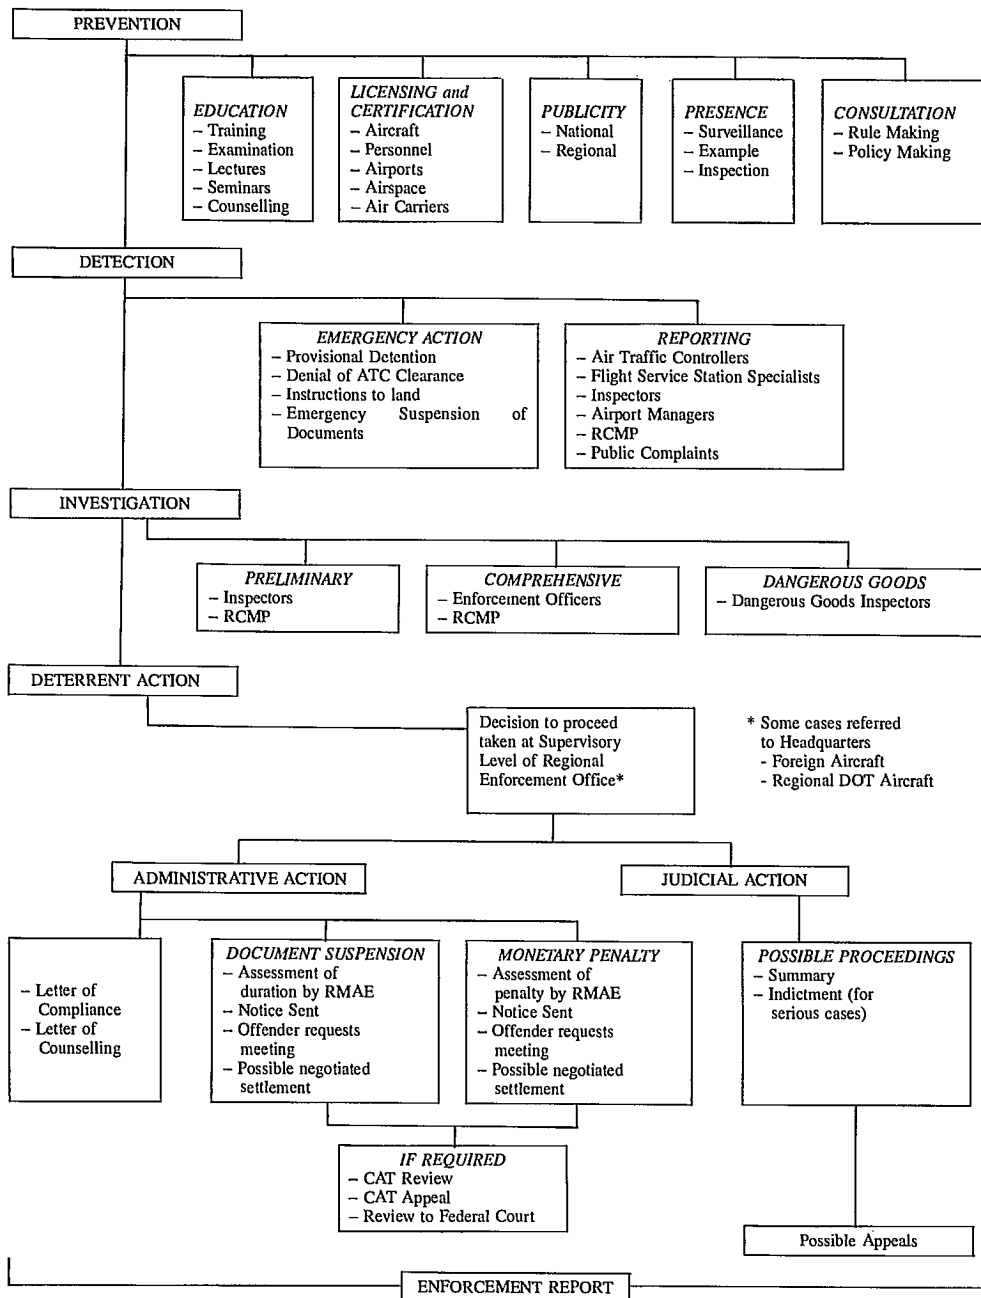 PREVENTION
EDUCATION
– Training
– Examination
– Lectures
– Seminars
– Counselling
LICENSING and
CERTIFICATION
– Aircraft
– Personnel
– Airports
– Airspace
– Air Carriers
PUBLICITY
– National
– Regional
PRESENCE
– Surveillance
– Example
– Inspection
CONSULTATION
– Rule Making
– Policy Making
DETECTION
EMERGENCY ACTION
– Provisional Detention
– Denial of ATC Clearance
– Instructions to land
– Emergency Suspension of
Documents
REPORTING
– Air Traffic Controllers
– Flight Service Station Specialists
– Inspectors
– Airport Managers
– RCMP
– Public Complaints
INVESTIGATION
PRELIMINARY
– Inspectors
– RCMP
COMPREHENSIVE
– Enforcement Officers
– RCMP
DANGEROUS GOODS
– Dangerous Goods Inspectors
DETERRENT ACTION
Decision to proceed
taken at Supervisory
Level of Regional
Enforcement Office*
* Some cases referred
to Headquarters
- Foreign Aircraft
- Regional DOT Aircraft
ADMINISTRATIVE ACTION
JUDICIAL ACTION
– Letter of
Compliance
– Letter of
Counselling
DOCUMENT SUSPENSION
– Assessment of
duration by RMAE
– Notice Sent
– Offender requests
meeting
– Possible negotiated
settlement
MONETARY PENALTY
– Assessment of
penalty by RMAE
– Notice Sent
– Offender requests
meeting
– Possible negotiated
settlement
POSSIBLE PROCEEDINGS
– Summary
– Indictment (for
serious cases)
IF REQUIRED
– CAT Review
– CAT Appeal
– Review to Federal Court
Possible Appeals
ENFORCEMENT REPORT